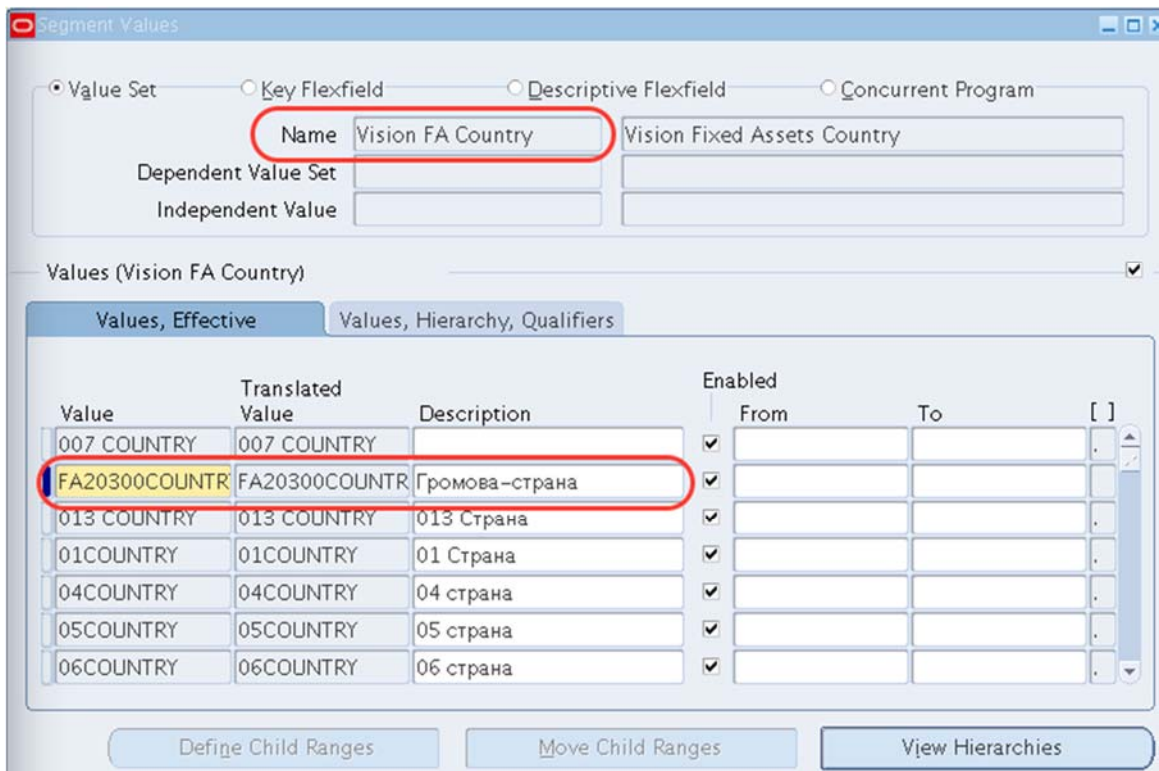 Segment Values
Value Set Key Flexfield Descriptive Flexfield Concurrent Program
Name Vision FA Country Vision Fixed Assets Country
Dependent Value Set
Independent Value
Values (Vision FA Country)
Values, Effective Values, Hierarchy, Qualifiers
Enabled
Translated
Value Value Description From To [ ]
007 COUNTRY 007 COUNTRY .
FA20300COUNTR FA20300COUNTR Громова-страна .
013 COUNTRY 013 COUNTRY 013 Страна .
01COUNTRY 01COUNTRY 01 Страна .
04COUNTRY 04COUNTRY 04 страна .
05COUNTRY 05COUNTRY 05 страна .
06COUNTRY 06COUNTRY 06 страна .
Define Child Ranges Move Child Ranges View Hierarchies